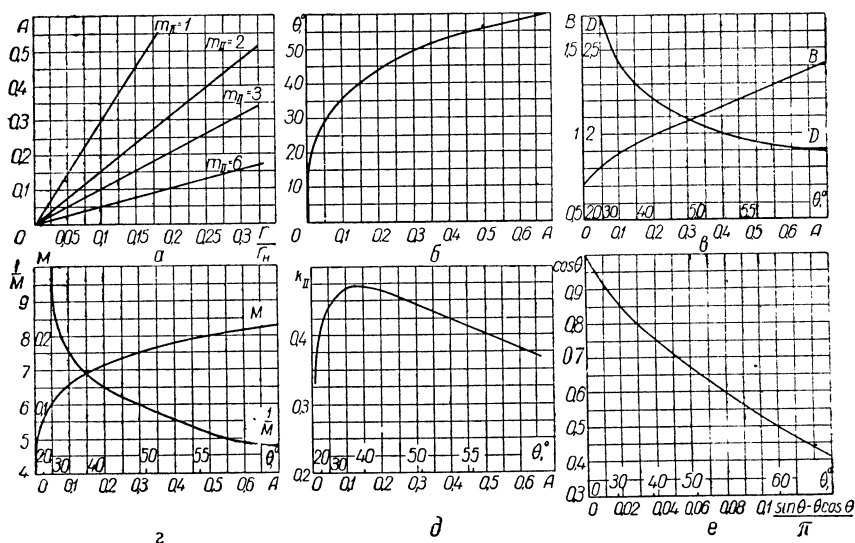 A
0,5
0,4
0,3
0,2
0,1
0
m_п=1
m_п=2
m_п=3
m_п=6
0,05 0,1 0,2 0,25 0,3 r/r_н
а
θ,°
50
40
30
20
10
0 0,1 0,2 0,3 0,4 0,5 A
б
B D
1,5 2,5
1 2
0,5
B
D
20 30 40 50 55 θ,°
0 0,1 0,2 0,3 0,4 0,5 0,6 A
в
1/M M
9
8 0,2
7
6 0,1
5
4
M
1/M
20 30 40 50 55 θ,°
0 0,1 0,2 0,3 0,4 0,5 0,6 A
г
k_п
0,4
0,3
0,2
20 30 40 50 55 θ,°
0 0,1 0,2 0,3 0,4 0,5 0,6 A
д
cosθ
0,9
0,8
0,7
0,6
0,5
0,4
0,3
0 30 40 50 60 θ,°
0 0,02 0,04 0,06 0,08 0,1 sinθ-θcosθ/π
е